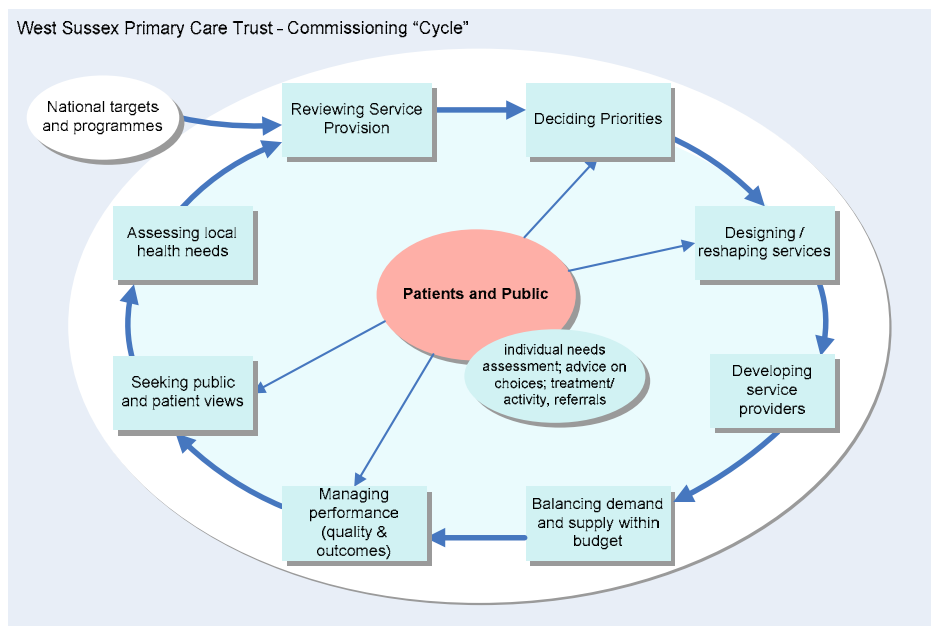 West Sussex Primary Care Trust – Commissioning “Cycle”
National targets
and programmes
Reviewing Service
Provision
Deciding Priorities
Assessing local
health needs
Designing /
reshaping services
Patients and Public
individual needs
assessment; advice on
choices; treatment/
activity, referrals
Seeking public
and patient views
Developing
service
providers
Managing
performance
(quality &
outcomes)
Balancing demand
and supply within
budget